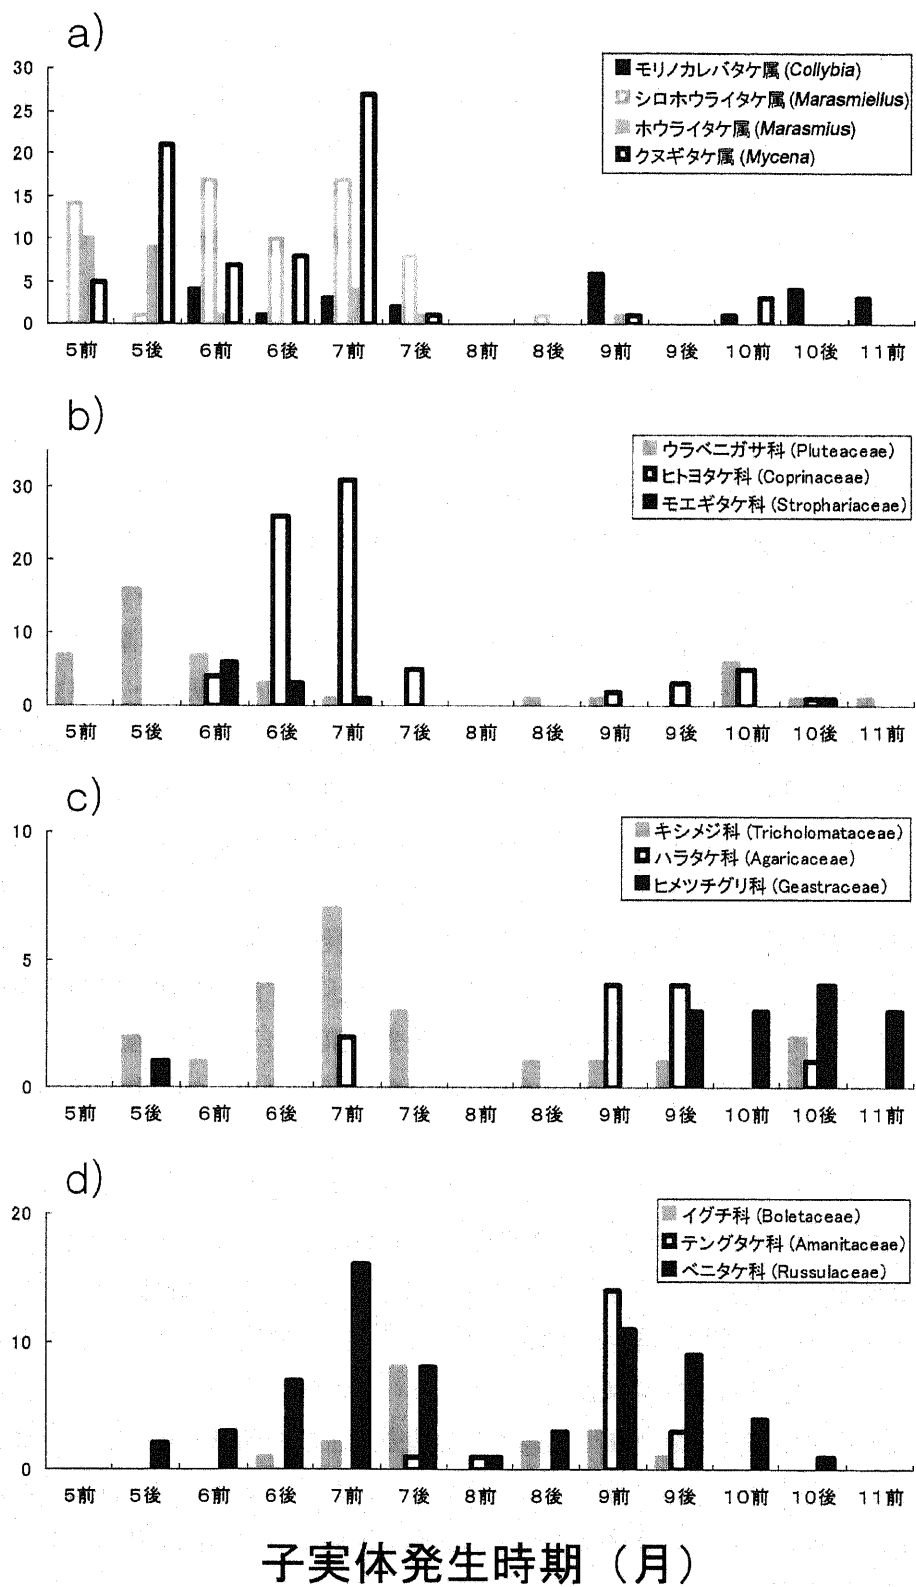 a)
30
25
20
15
10
5
0
モリノカレバタケ属 (Collybia)
シロホウライタケ属 (Marasmiellus)
ホウライタケ属 (Marasmius)
クヌギタケ属 (Mycena)
5前 5後 6前 6後 7前 7後 8前 8後 9前 9後 10前 10後 11前
b)
30
20
10
0
ウラベニガサ科 (Pluteaceae)
ヒトヨタケ科 (Coprinaceae)
モエギタケ科 (Strophariaceae)
5前 5後 6前 6後 7前 7後 8前 8後 9前 9後 10前 10後 11前
c)
10
5
0
キシメジ科 (Tricholomataceae)
ハラタケ科 (Agaricaceae)
ヒメツチグリ科 (Geastraceae)
5前 5後 6前 6後 7前 7後 8前 8後 9前 9後 10前 10後 11前
d)
20
10
0
イグチ科 (Boletaceae)
テングタケ科 (Amanitaceae)
ベニタケ科 (Russulaceae)
5前 5後 6前 6後 7前 7後 8前 8後 9前 9後 10前 10後 11前
子実体発生時期（月）